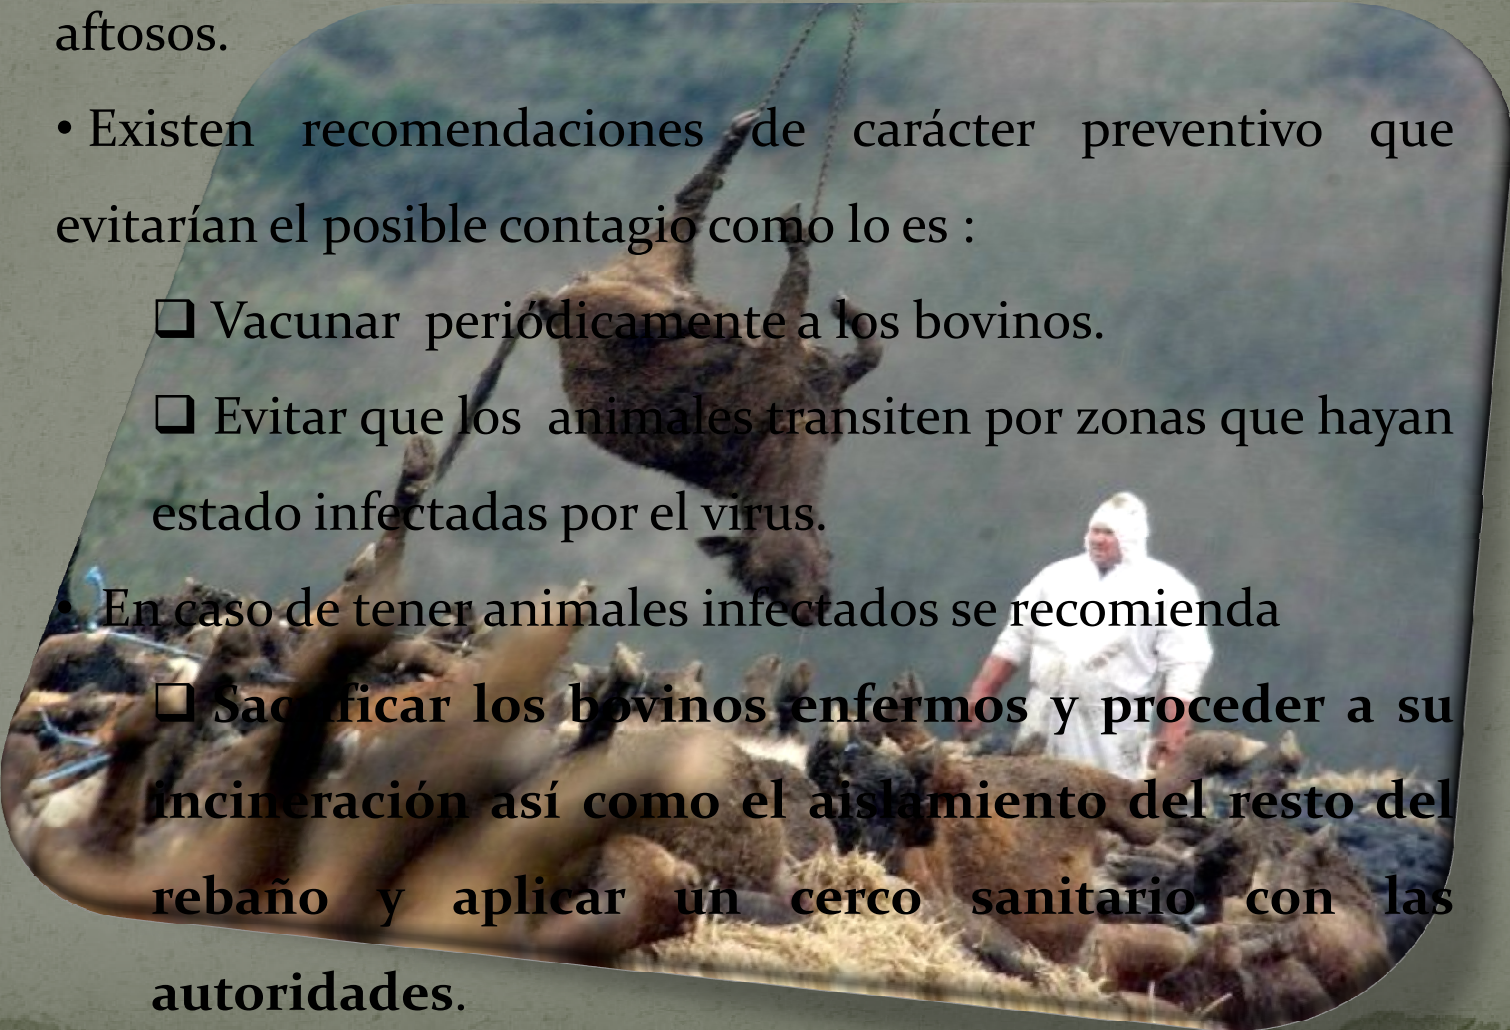 aftosos.
• Existen recomendaciones de carácter preventivo que
evitarían el posible contagio como lo es :
❑ Vacunar periódicamente a los bovinos.
❑ Evitar que los animales transiten por zonas que hayan
estado infectadas por el virus.
• En caso de tener animales infectados se recomienda
❑ Sacrificar los bovinos enfermos y proceder a su
incineración así como el aislamiento del resto del
rebaño y aplicar un cerco sanitario con las
autoridades.